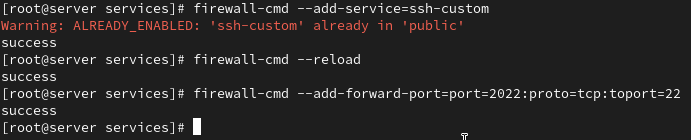 [root@server services]# firewall-cmd --add-service=ssh-custom
Warning: ALREADY_ENABLED: 'ssh-custom' already in 'public'
success
[root@server services]# firewall-cmd --reload
success
[root@server services]# firewall-cmd --add-forward-port=port=2022:proto=tcp:toport=22
success
[root@server services]#